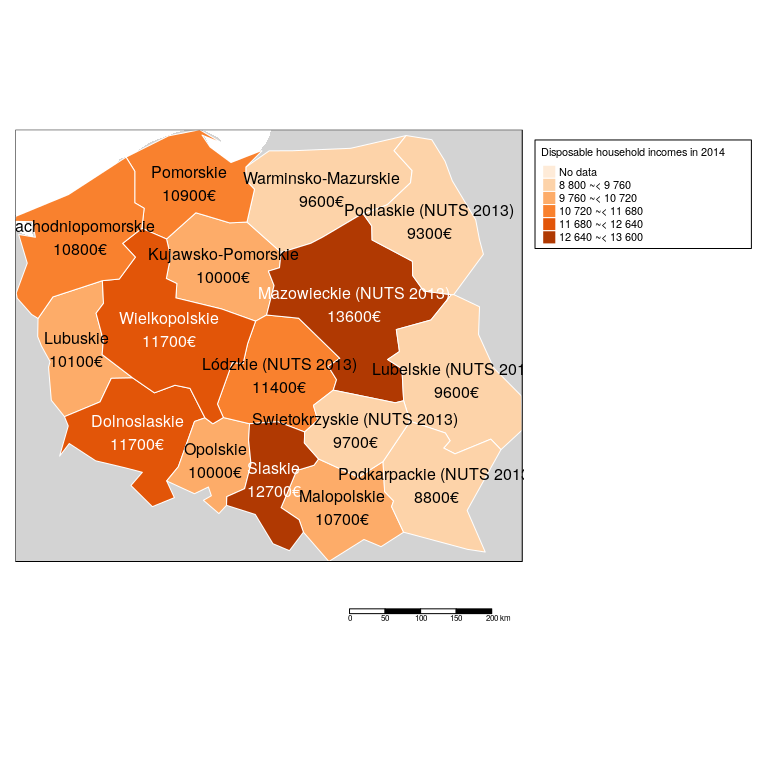 Disposable household incomes in 2014
No data
8 800 ~< 9 760
9 760 ~< 10 720
10 720 ~< 11 680
11 680 ~< 12 640
12 640 ~< 13 600
Pomorskie
10900€
Warminsko-Mazurskie
9600€
Podlaskie (NUTS 2013)
9300€
achodniopomorskie
10800€
Kujawsko-Pomorskie
10000€
Mazowieckie (NUTS 2013)
13600€
Wielkopolskie
11700€
Lubuskie
10100€
Lódzkie (NUTS 2013)
11400€
Lubelskie (NUTS 201
9600€
Dolnoslaskie
11700€
Swietokrzyskie (NUTS 2013)
9700€
Opolskie
10000€
Slaskie
12700€
Podkarpackie (NUTS 201
8800€
Malopolskie
10700€
0 50 100 150 200 km